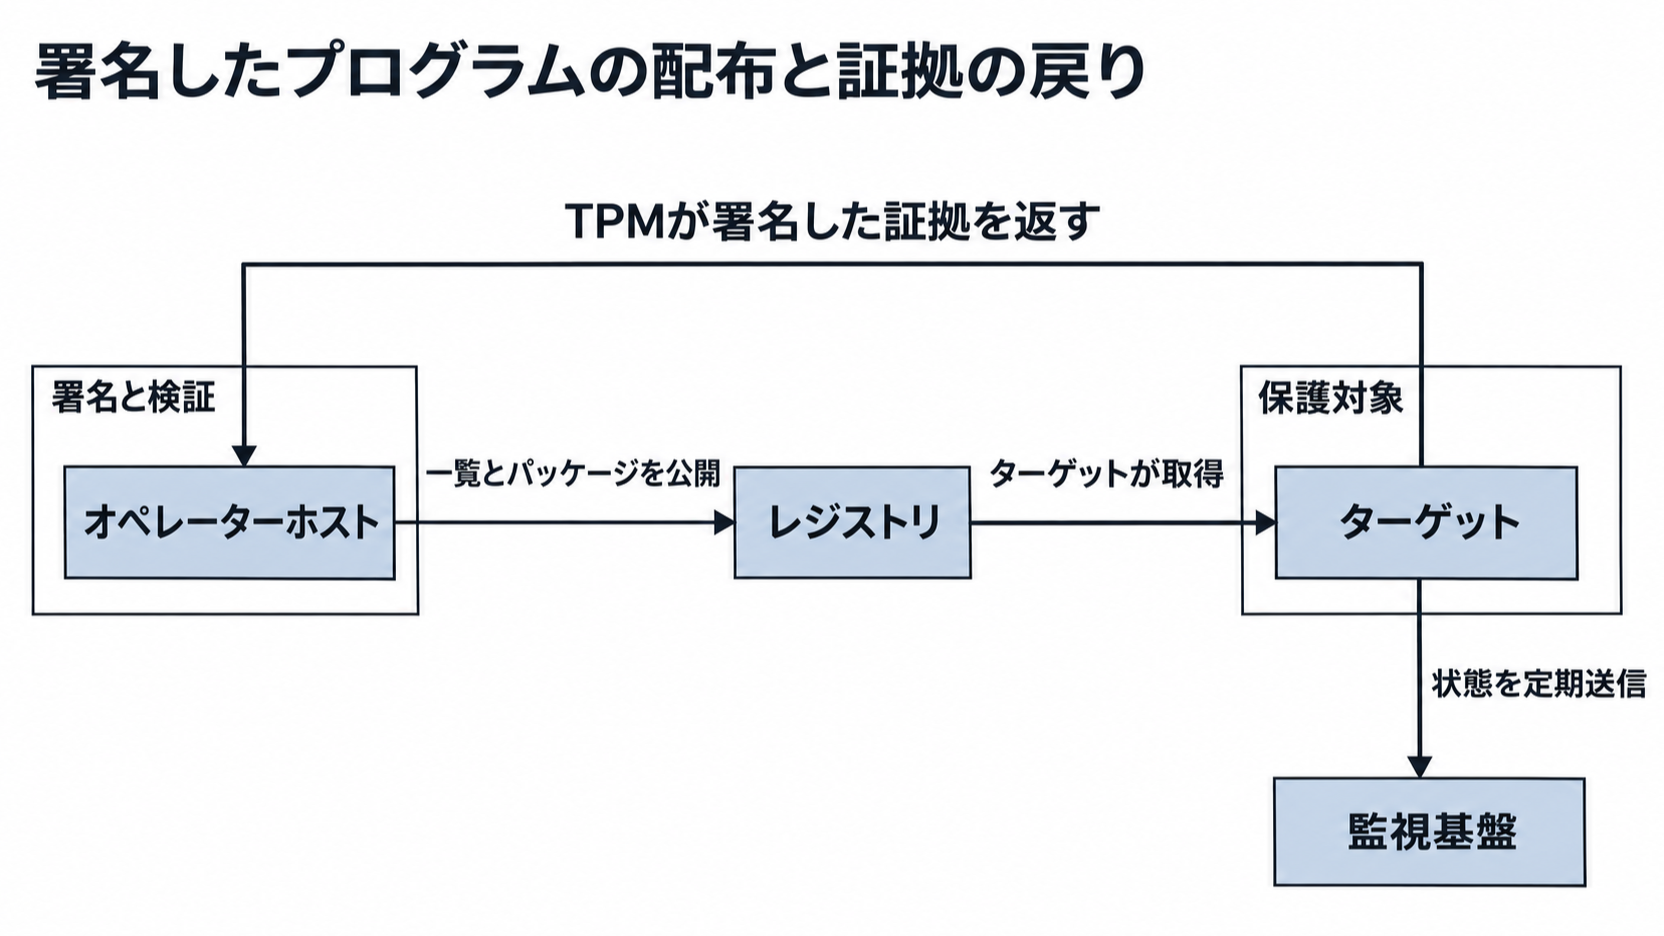 署名したプログラムの配布と証拠の戻り
TPMが署名した証拠を返す
署名と検証
保護対象
一覧とパッケージを公開
ターゲットが取得
オペレーターホスト
レジストリ
ターゲット
状態を定期送信
監視基盤